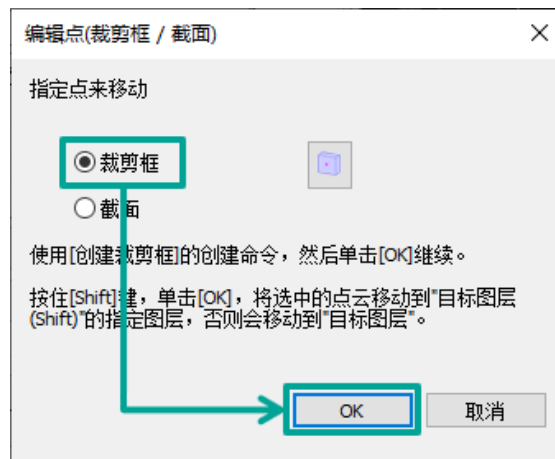 编辑点(裁剪框 / 截面)
指定点来移动
裁剪框
截面
使用[创建裁剪框]的创建命令，然后单击[OK]继续。
按住[Shift]键，单击[OK]，将选中的点云移动到"目标图层
(Shift)"的指定图层，否则会移动到"目标图层"。
OK
取消